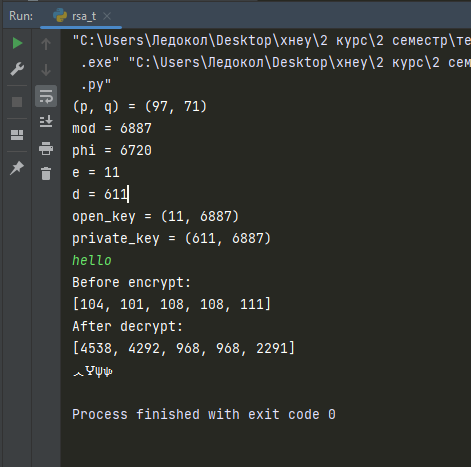 Run: rsa_t
"C:\Users\Ледокол\Desktop\хнеу\2 курс\2 семестр\те
.exe" "C:\Users\Ледокол\Desktop\хнеу\2 курс\2 сем
.py"
(p, q) = (97, 71)
mod = 6887
phi = 6720
e = 11
d = 611
open_key = (11, 6887)
private_key = (611, 6887)
hello
Before encrypt:
[104, 101, 108, 108, 111]
After decrypt:
[4538, 4292, 968, 968, 2291]
Process finished with exit code 0